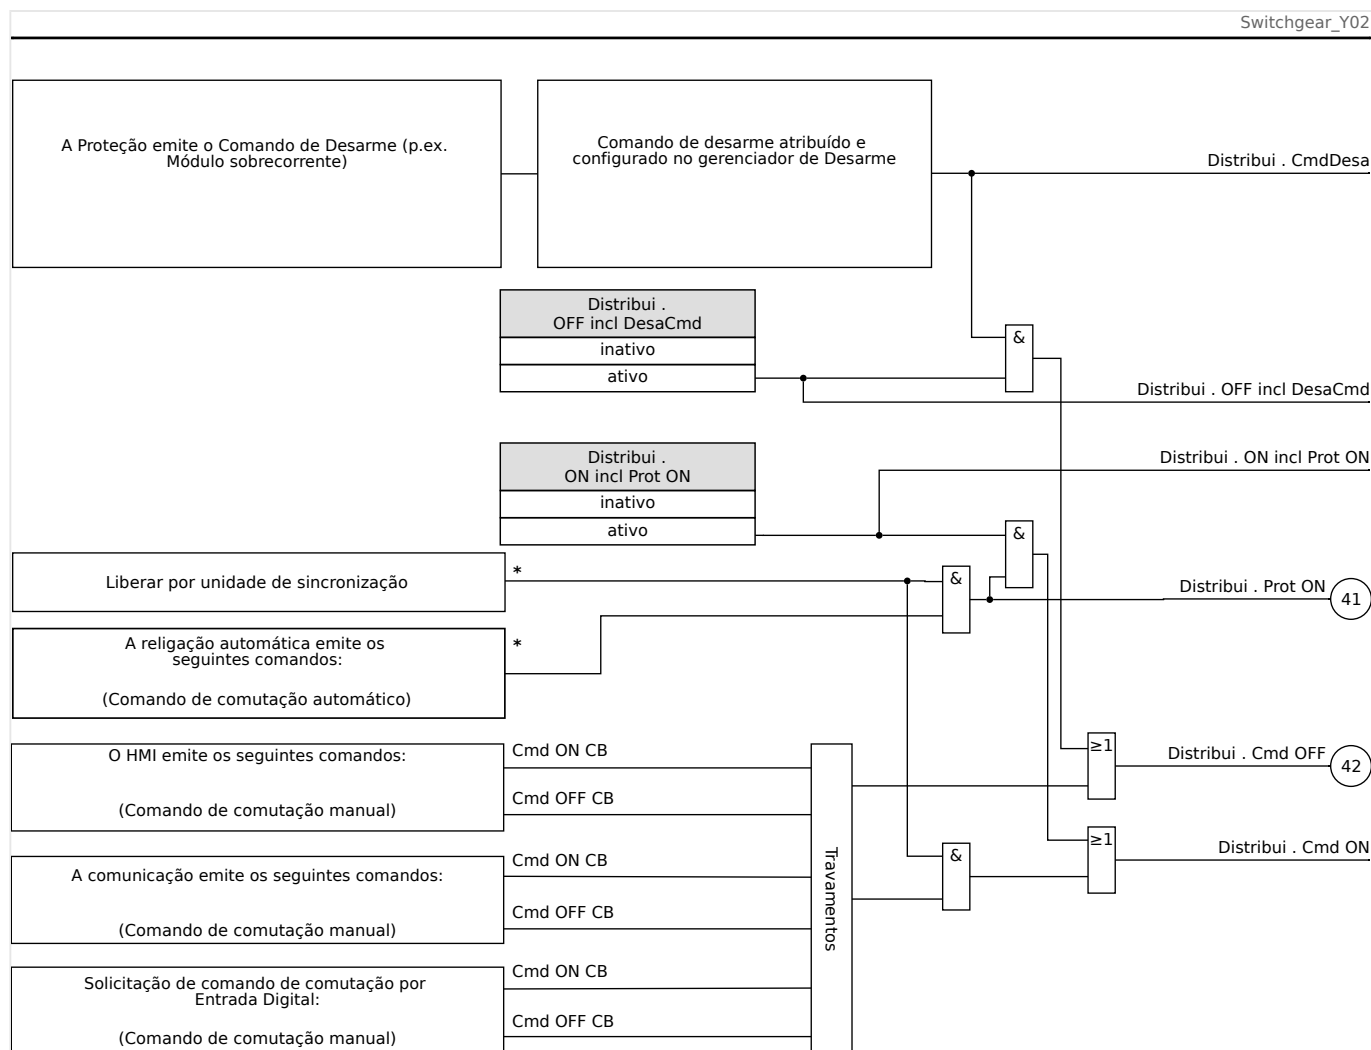 Switchgear_Y02
A Proteção emite o Comando de Desarme (p.ex.
Módulo sobrecorrente)
Comando de desarme atribuído e
configurado no gerenciador de Desarme
Distribui . CmdDesa
Distribui .
OFF incl DesaCmd
inativo
ativo
&
Distribui . OFF incl DesaCmd
Distribui .
ON incl Prot ON
inativo
ativo
Distribui . ON incl Prot ON
&
Liberar por unidade de sincronização
*
&
Distribui . Prot ON
41
A religação automática emite os
seguintes comandos:
(Comando de comutação automático)
*
O HMI emite os seguintes comandos:
(Comando de comutação manual)
Cmd ON CB
Cmd OFF CB
≥1
Distribui . Cmd OFF
42
A comunicação emite os seguintes comandos:
(Comando de comutação manual)
Cmd ON CB
Cmd OFF CB
Travamentos
&
≥1
Distribui . Cmd ON
Solicitação de comando de comutação por
Entrada Digital:
(Comando de comutação manual)
Cmd ON CB
Cmd OFF CB